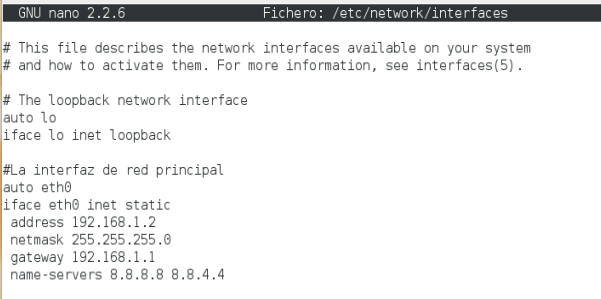 GNU nano 2.2.6 Fichero: /etc/network/interfaces
# This file describes the network interfaces available on your system
# and how to activate them. For more information, see interfaces(5).
# The loopback network interface
auto lo
iface lo inet loopback
#La interfaz de red principal
auto eth0
iface eth0 inet static
address 192.168.1.2
netmask 255.255.255.0
gateway 192.168.1.1
name-servers 8.8.8.8 8.8.4.4